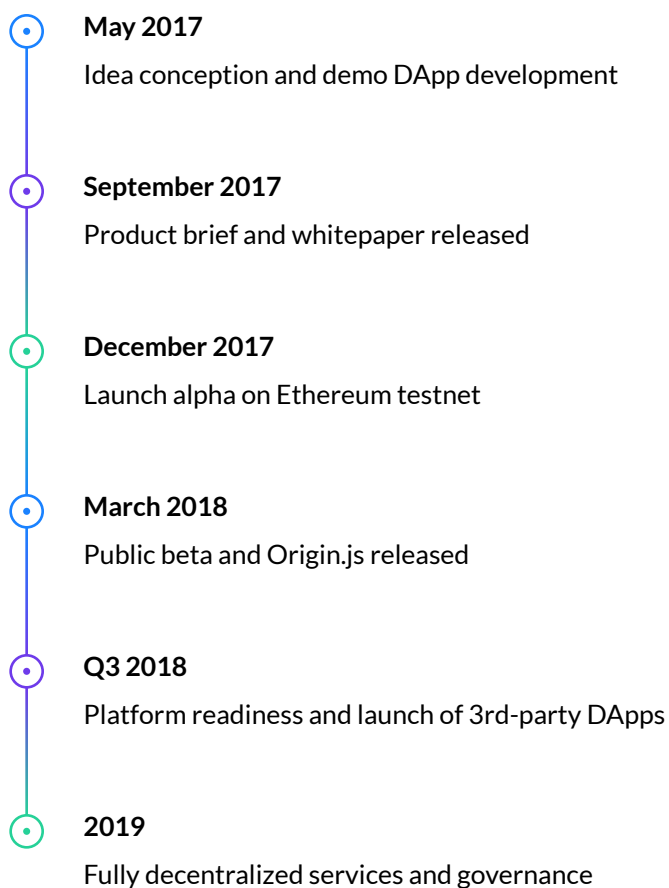 May 2017
Idea conception and demo DApp development
September 2017
Product brief and whitepaper released
December 2017
Launch alpha on Ethereum testnet
March 2018
Public beta and Origin.js released
Q3 2018
Platform readiness and launch of 3rd-party DApps
2019
Fully decentralized services and governance